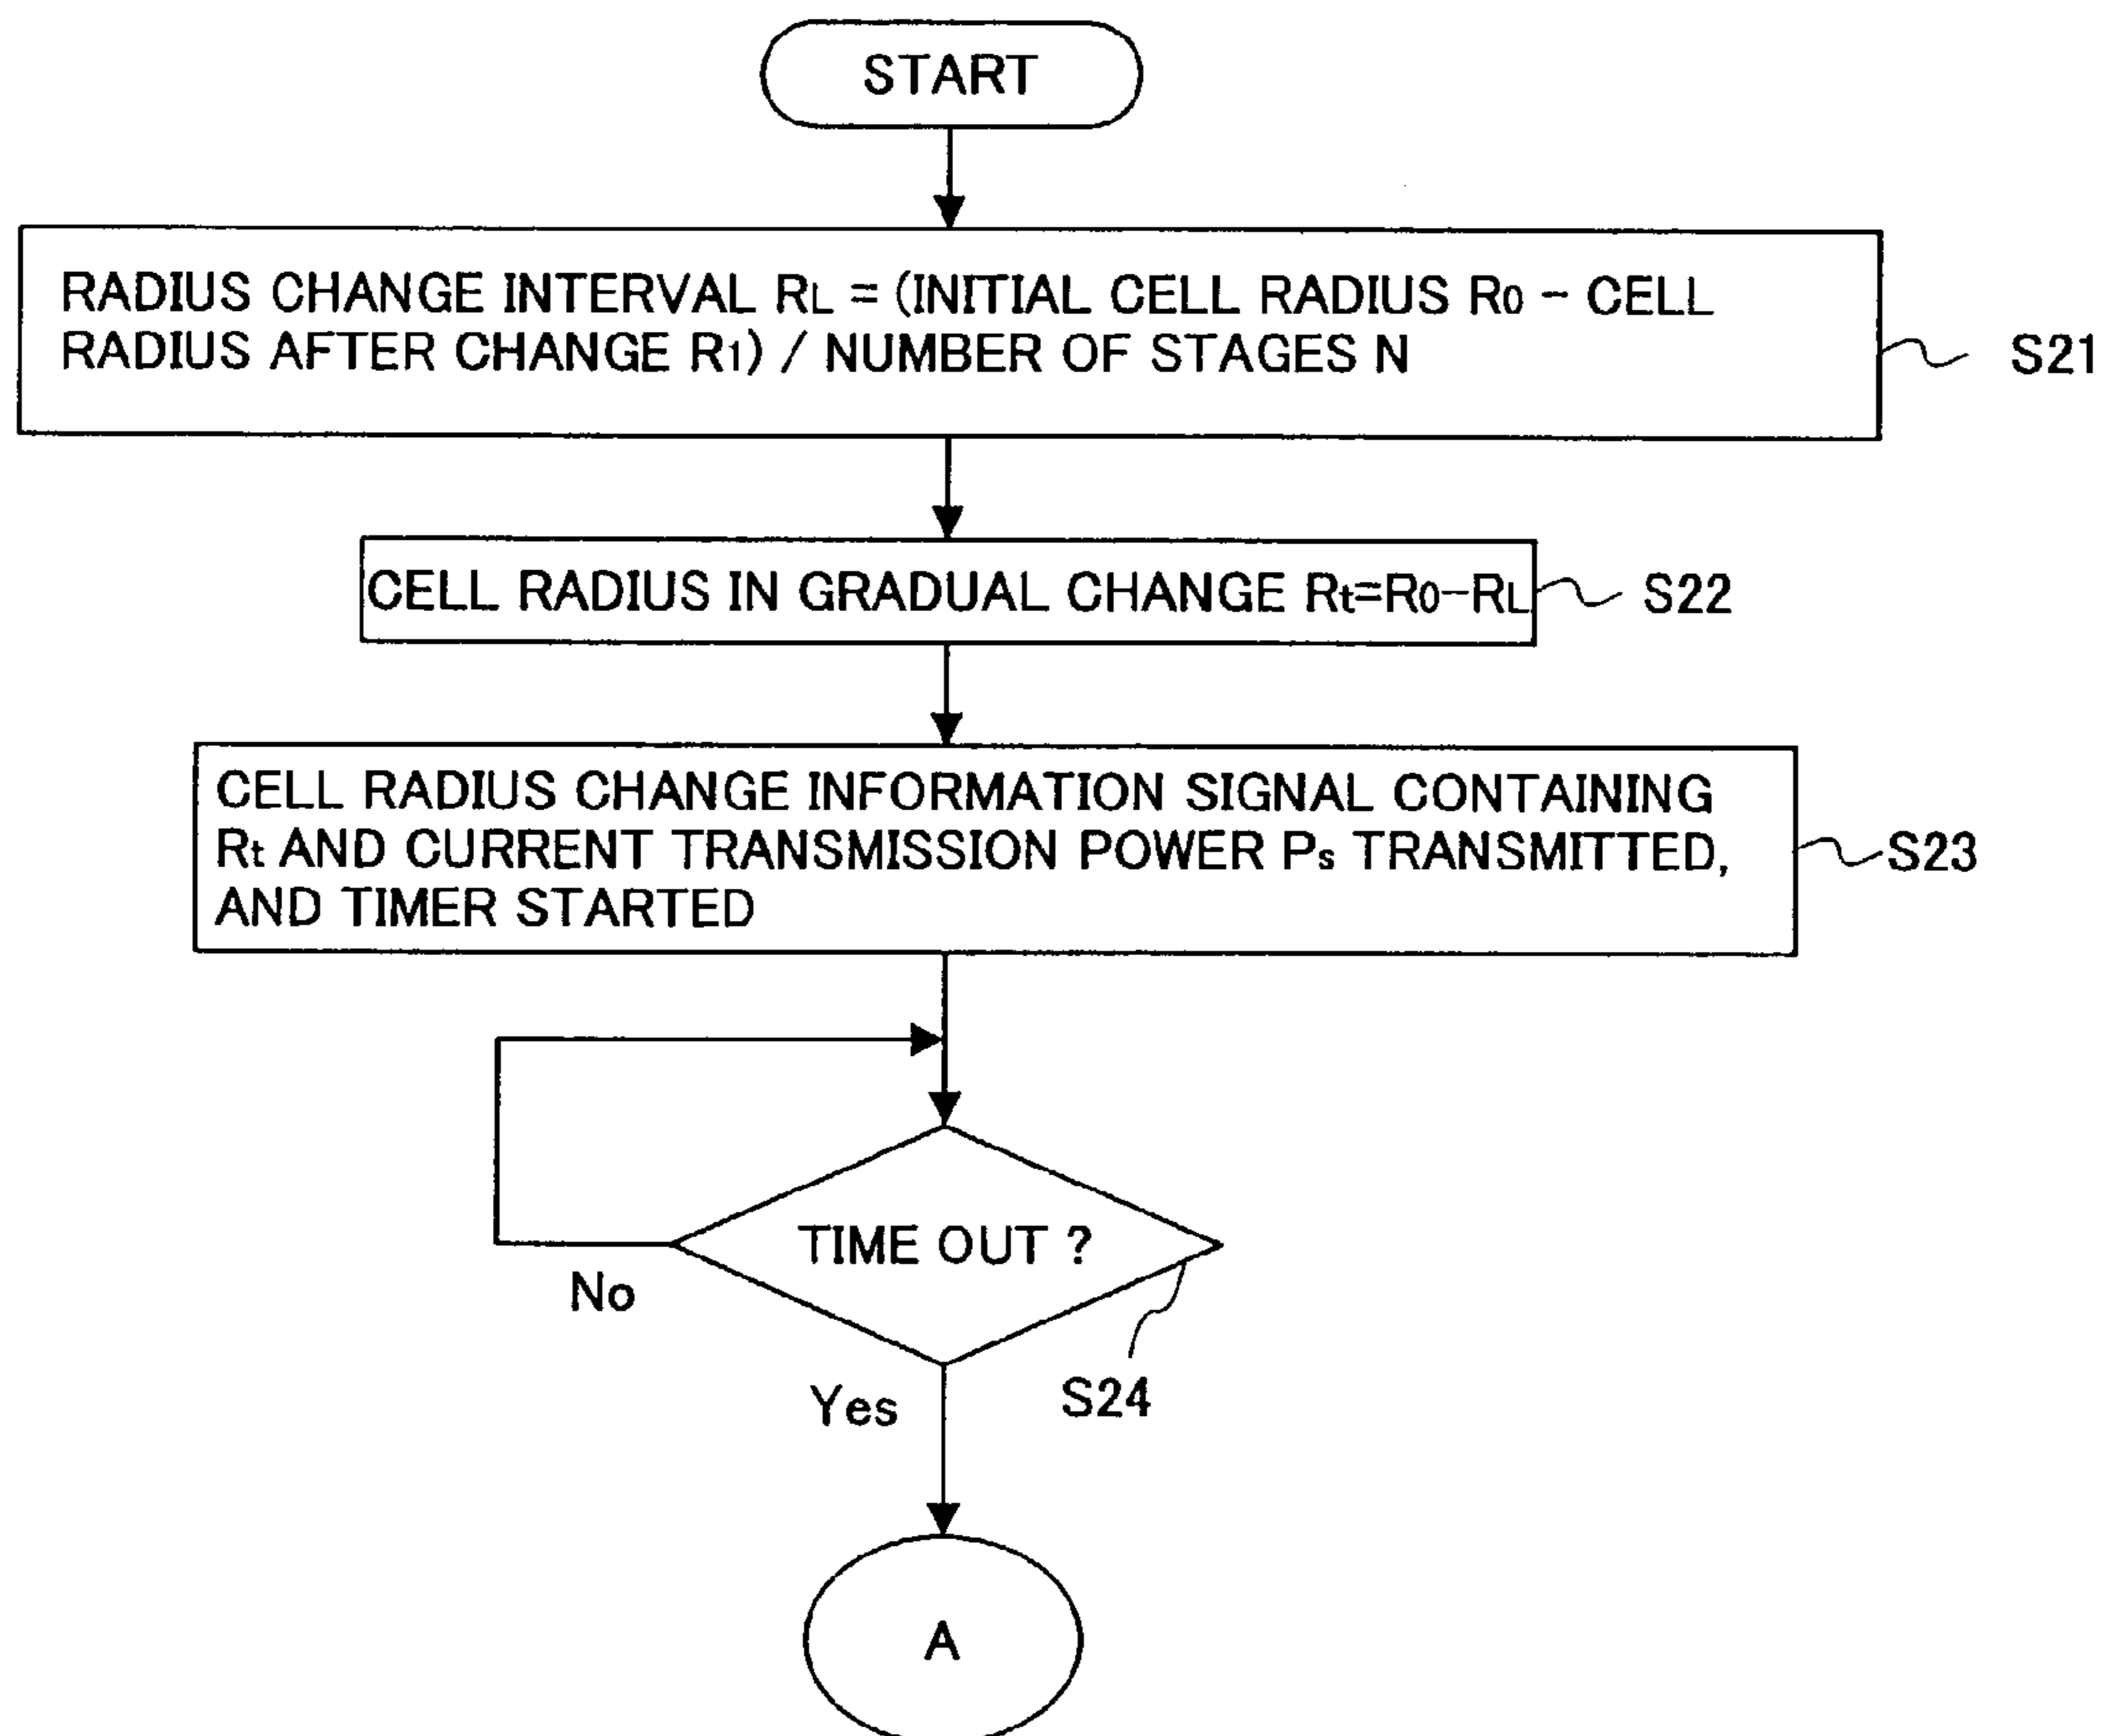 START
RADIUS CHANGE INTERVAL RL = (INITIAL CELL RADIUS R0 - CELL
RADIUS AFTER CHANGE R1) / NUMBER OF STAGES N
S21
CELL RADIUS IN GRADUAL CHANGE Rt=R0-RL
S22
CELL RADIUS CHANGE INFORMATION SIGNAL CONTAINING
Rt AND CURRENT TRANSMISSION POWER Ps TRANSMITTED,
AND TIMER STARTED
S23
TIME OUT ?
No
S24
Yes
A